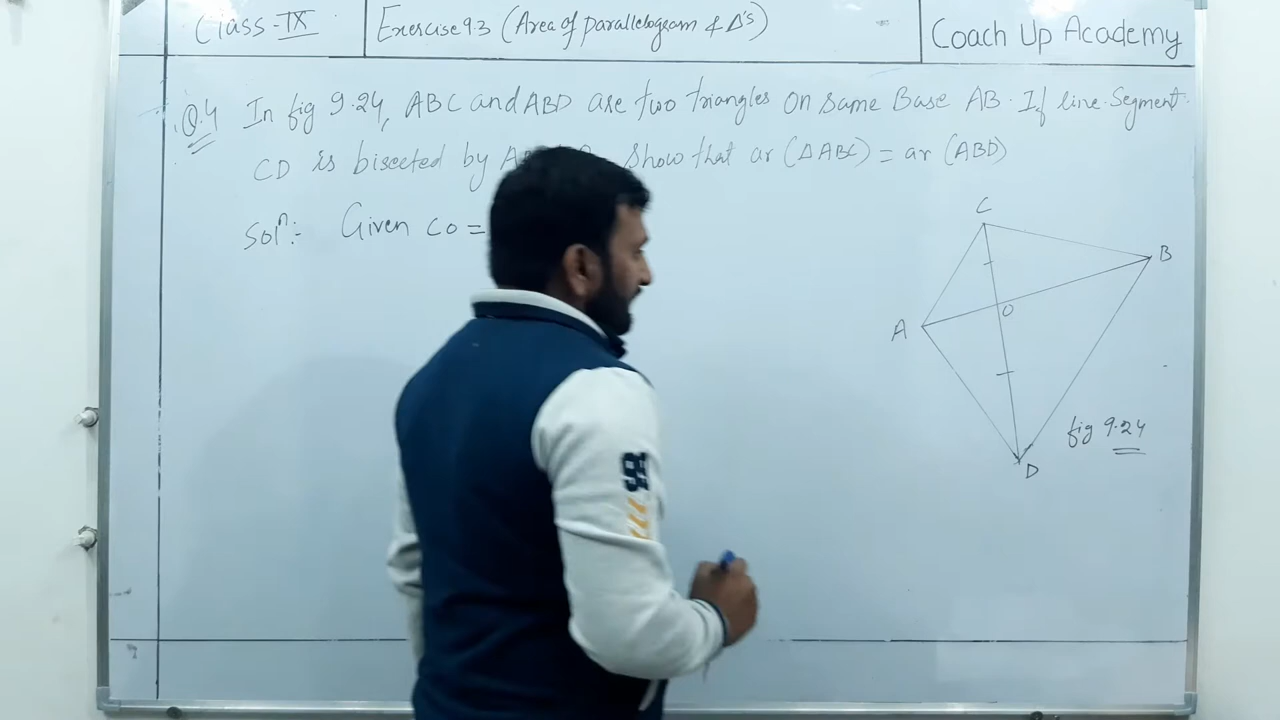 Class-IX
Exercise 9.3 (Area of parallelogram & Δ's)
Coach Up Academy
Q.4 In fig 9.24, ABC and ABD are two triangles on same Base AB. If line-Segment
CD is bisected by A Show that ar (ΔABC) = ar (ABD)
Solⁿ:- Given CO =
C
B
O
A
fig 9.24
D
99